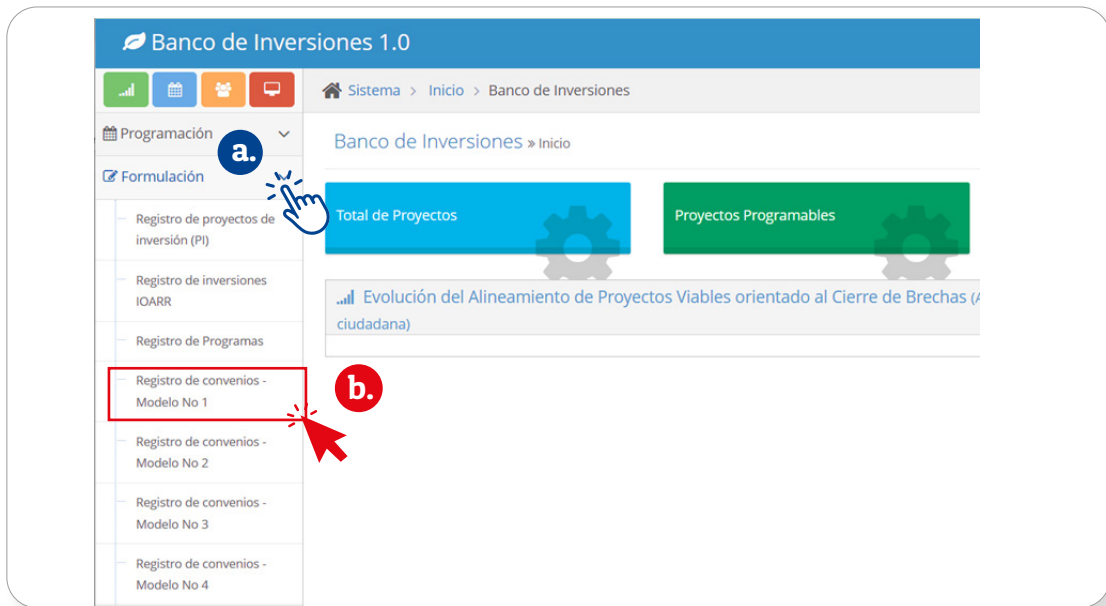 Banco de Inversiones 1.0
Sistema > Inicio > Banco de Inversiones
Programación
a.
Banco de Inversiones » Inicio
Formulación
Registro de proyectos de
inversión (PI)
Total de Proyectos
Proyectos Programables
Registro de inversiones
IOARR
Evolución del Alineamiento de Proyectos Viables orientado al Cierre de Brechas (
ciudadana)
Registro de Programas
Registro de convenios -
Modelo No 1
b.
Registro de convenios -
Modelo No 2
Registro de convenios -
Modelo No 3
Registro de convenios -
Modelo No 4